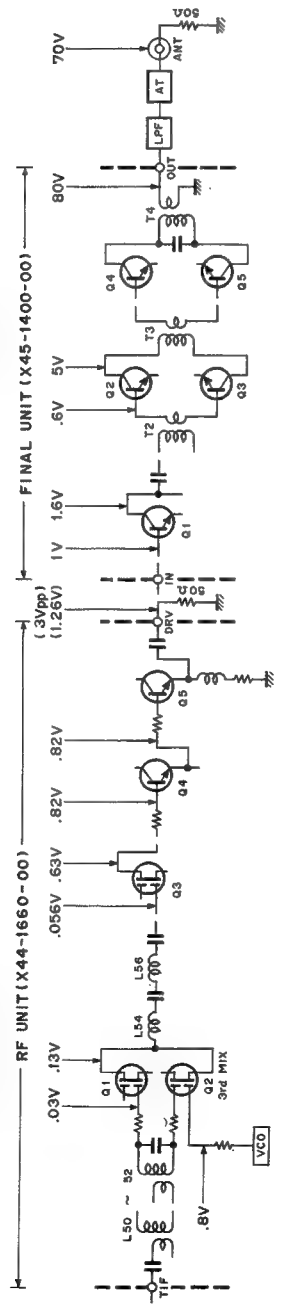 RF UNIT (X44-1660-00)
FINAL UNIT (X45-1400-00)
.03V
.13V
.056V
.63V
.82V
.82V
(3Vpp)
(1.26V)
1V
1.6V
.6V
5V
80V
70V
TIF
L50 ~ 52
Q1
Q2
3rd MIX
.8V
VCO
L54
L56
Q3
Q4
Q5
DRV
50Ω
IN
Q1
T2
Q2
Q3
T3
Q4
Q5
T4
OUT
LPF
AT
ANT
50Ω